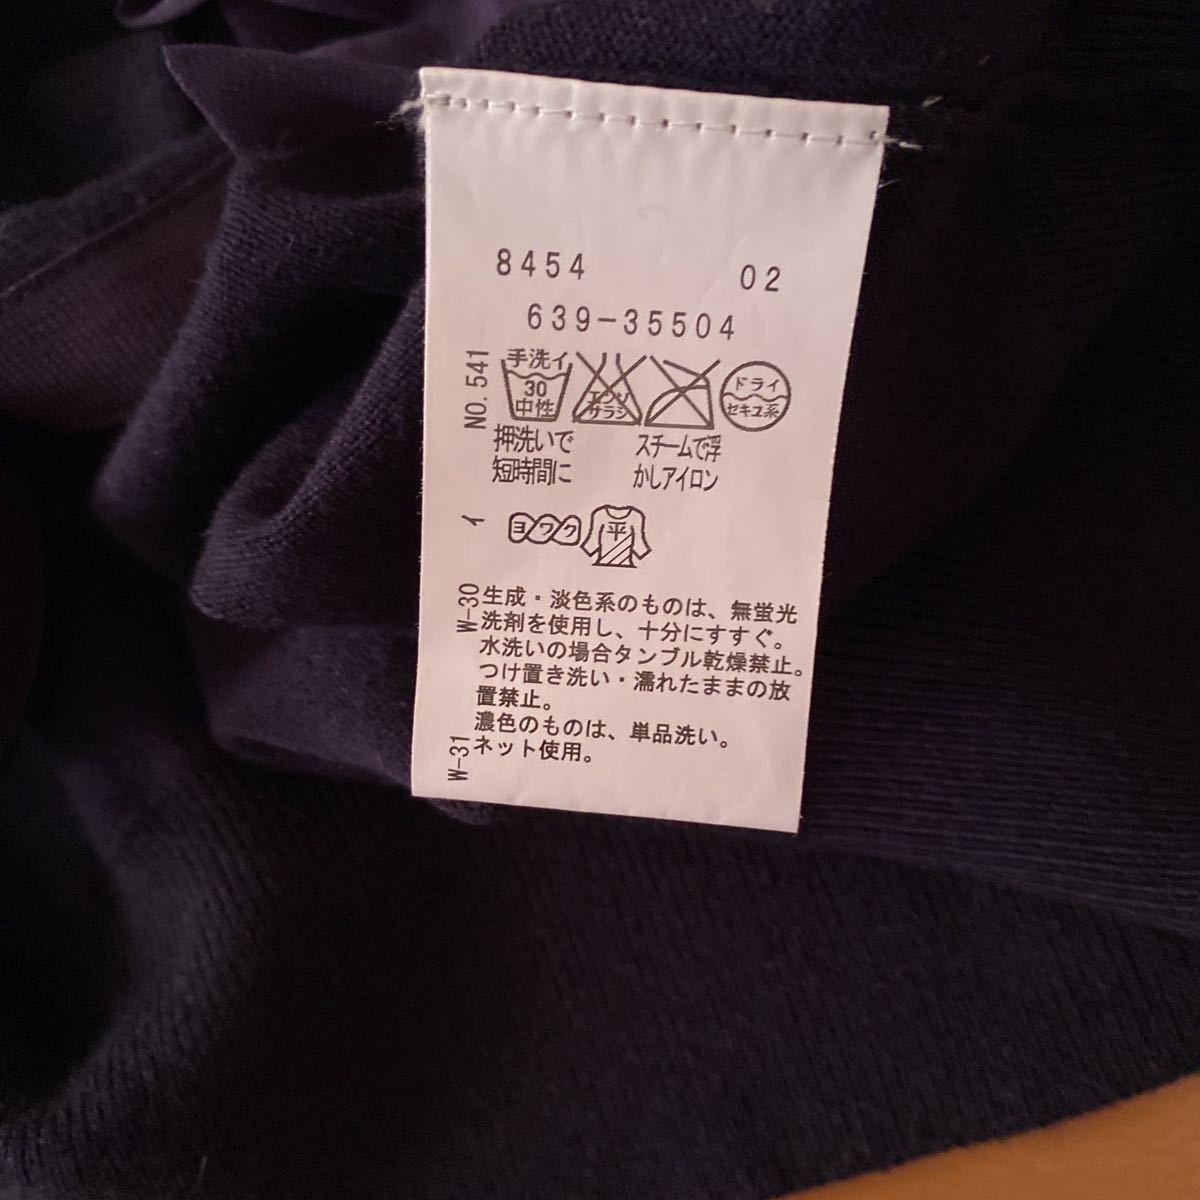 8454 02
639-35504
NO. 541
手洗イ
30
中性
エンソ
サラシ
ドライ
セキユ系
押洗いで
短時間に
スチームで浮
かしアイロン
イ
ヨワク
平
W-30
生成・淡色系のものは、無蛍光
洗剤を使用し、十分にすすぐ。
水洗いの場合タンブル乾燥禁止。
つけ置き洗い・濡れたままの放
置禁止。
濃色のものは、単品洗い。
W-31
ネット使用。